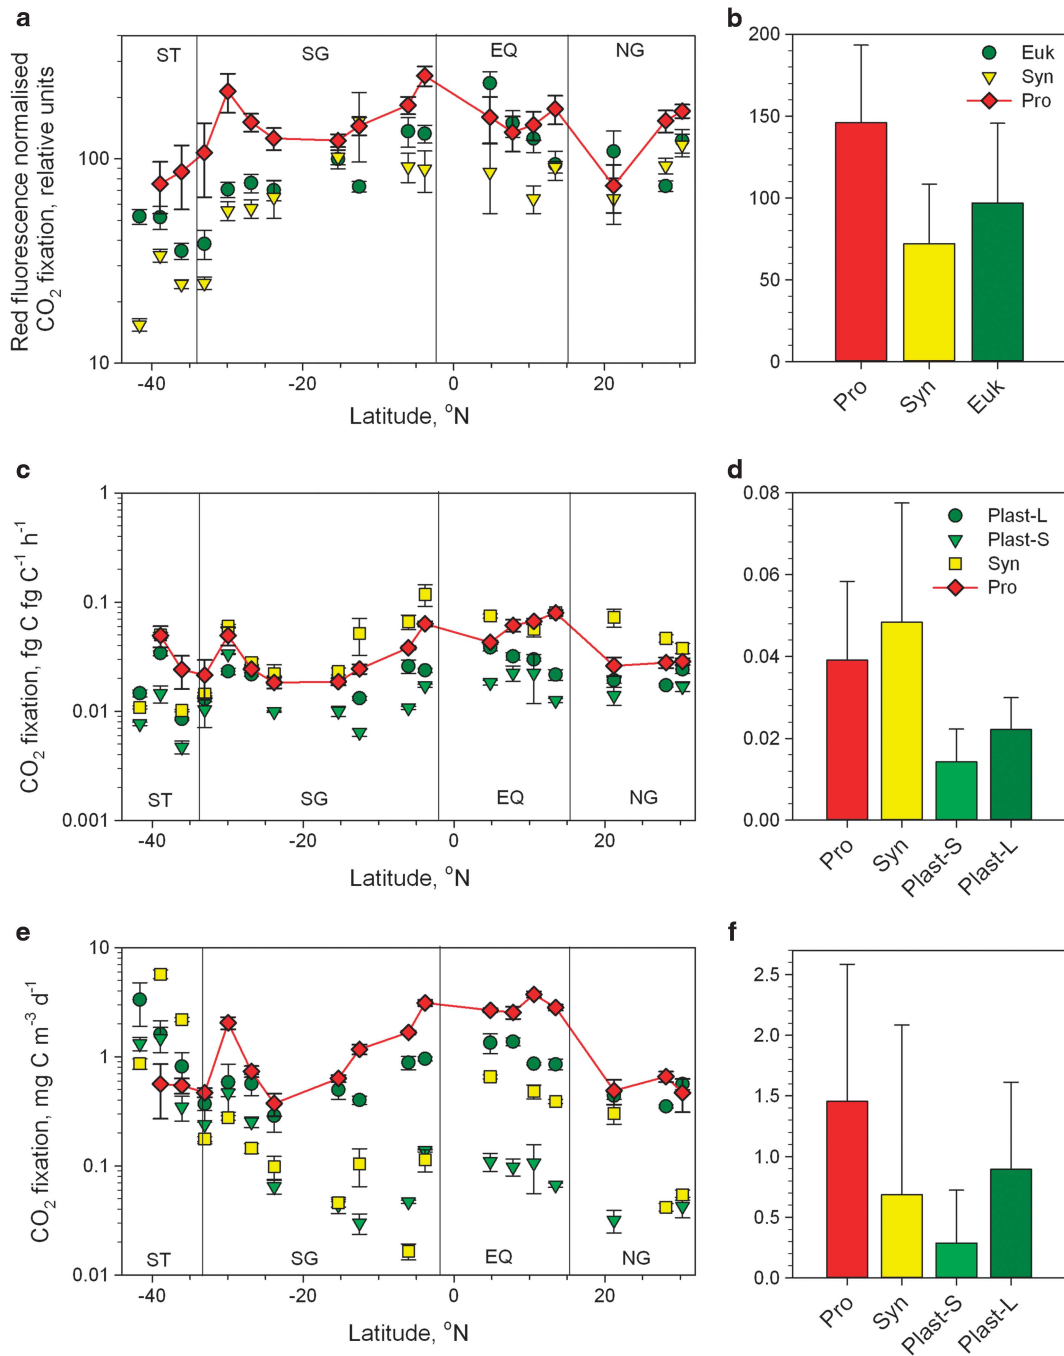 a
Red fluorescence normalised
CO2 fixation, relative units
ST
SG
EQ
NG
100
10
-40
-20
0
20
Latitude, oN
b
200
150
100
50
0
Euk
Syn
Pro
Pro
Syn
Euk
c
CO2 fixation, fg C fg C-1 h-1
1
0.1
0.01
0.001
ST
SG
EQ
NG
-40
-20
0
20
Latitude, oN
d
0.08
0.06
0.04
0.02
0.00
Plast-L
Plast-S
Syn
Pro
Pro
Syn
Plast-S
Plast-L
e
CO2 fixation, mg C m-3 d-1
10
1
0.1
0.01
ST
SG
EQ
NG
-40
-20
0
20
Latitude, oN
f
2.5
2.0
1.5
1.0
0.5
0.0
Pro
Syn
Plast-S
Plast-L